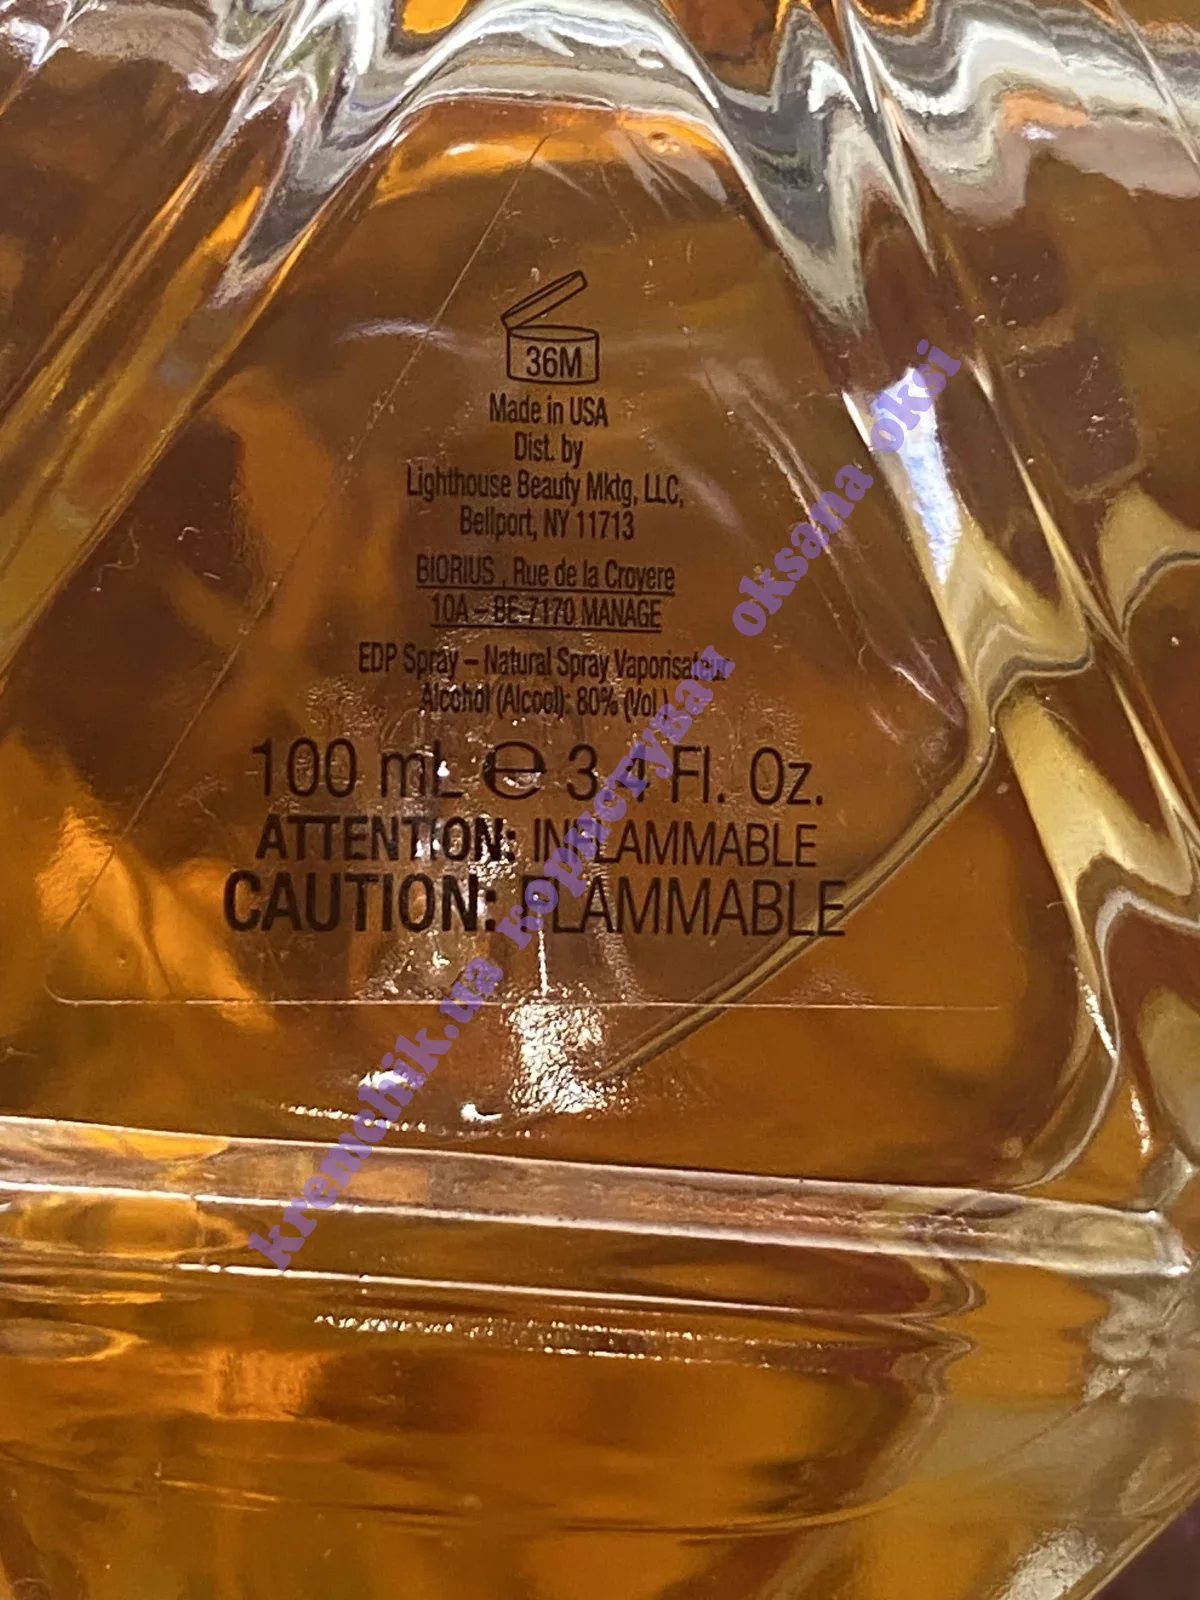 36M
Made in USA
Dist. by
Lighthouse Beauty Mktg, LLC,
Bellport, NY 11713
BIORIUS , Rue de la Croyere
10A – BE-7170 MANAGE
EDP Spray – Natural Spray Vaporisateur
Alcohol (Alcool): 80% (Vol.)
100 mL ℮ 3.4 Fl. Oz.
ATTENTION: INFLAMMABLE
CAUTION: FLAMMABLE
kremchik.ua користувач oksana oksi